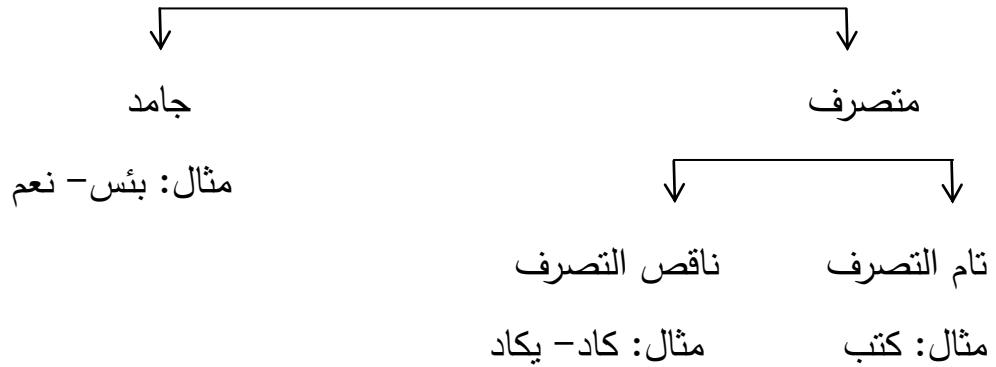 متصرف جامد
مثال: بئس– نعم
تام التصرف ناقص التصرف
مثال: كتب مثال: كاد– يكاد